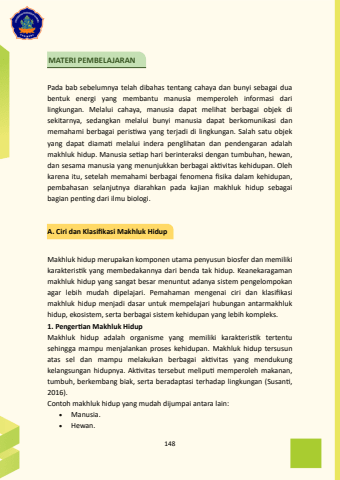 MATERI PEMBELAJARAN
Pada bab sebelumnya telah dibahas tentang cahaya dan bunyi sebagai dua
bentuk energi yang membantu manusia memperoleh informasi dari
lingkungan. Melalui cahaya, manusia dapat melihat berbagai objek di
sekitarnya, sedangkan melalui bunyi manusia dapat berkomunikasi dan
memahami berbagai peristiwa yang terjadi di lingkungan. Salah satu objek
yang dapat diamati melalui indera penglihatan dan pendengaran adalah
makhluk hidup. Manusia setiap hari berinteraksi dengan tumbuhan, hewan,
dan sesama manusia yang menunjukkan berbagai aktivitas kehidupan. Oleh
karena itu, setelah memahami berbagai fenomena fisika dalam kehidupan,
pembahasan selanjutnya diarahkan pada kajian makhluk hidup sebagai
bagian penting dari ilmu biologi.
A. Ciri dan Klasifikasi Makhluk Hidup
Makhluk hidup merupakan komponen utama penyusun biosfer dan memiliki
karakteristik yang membedakannya dari benda tak hidup. Keanekaragaman
makhluk hidup yang sangat besar menuntut adanya sistem pengelompokan
agar lebih mudah dipelajari. Pemahaman mengenai ciri dan klasifikasi
makhluk hidup menjadi dasar untuk mempelajari hubungan antarmakhluk
hidup, ekosistem, serta berbagai sistem kehidupan yang lebih kompleks.
1. Pengertian Makhluk Hidup
Makhluk hidup adalah organisme yang memiliki karakteristik tertentu
sehingga mampu menjalankan proses kehidupan. Makhluk hidup tersusun
atas sel dan mampu melakukan berbagai aktivitas yang mendukung
kelangsungan hidupnya. Aktivitas tersebut meliputi memperoleh makanan,
tumbuh, berkembang biak, serta beradaptasi terhadap lingkungan (Susanti,
2016).
Contoh makhluk hidup yang mudah dijumpai antara lain:
• Manusia.
• Hewan.
148